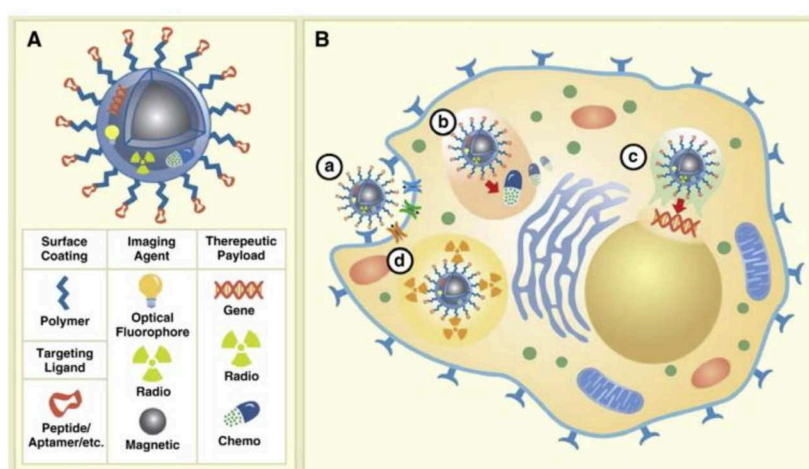 A
B
a
b
c
d
Surface
Coating
Imaging
Agent
Therepeutic
Payload
Polymer
Targeting
Ligand
Peptide/
Aptamer/etc.
Optical
Fluorophore
Radio
Magnetic
Gene
Radio
Chemo